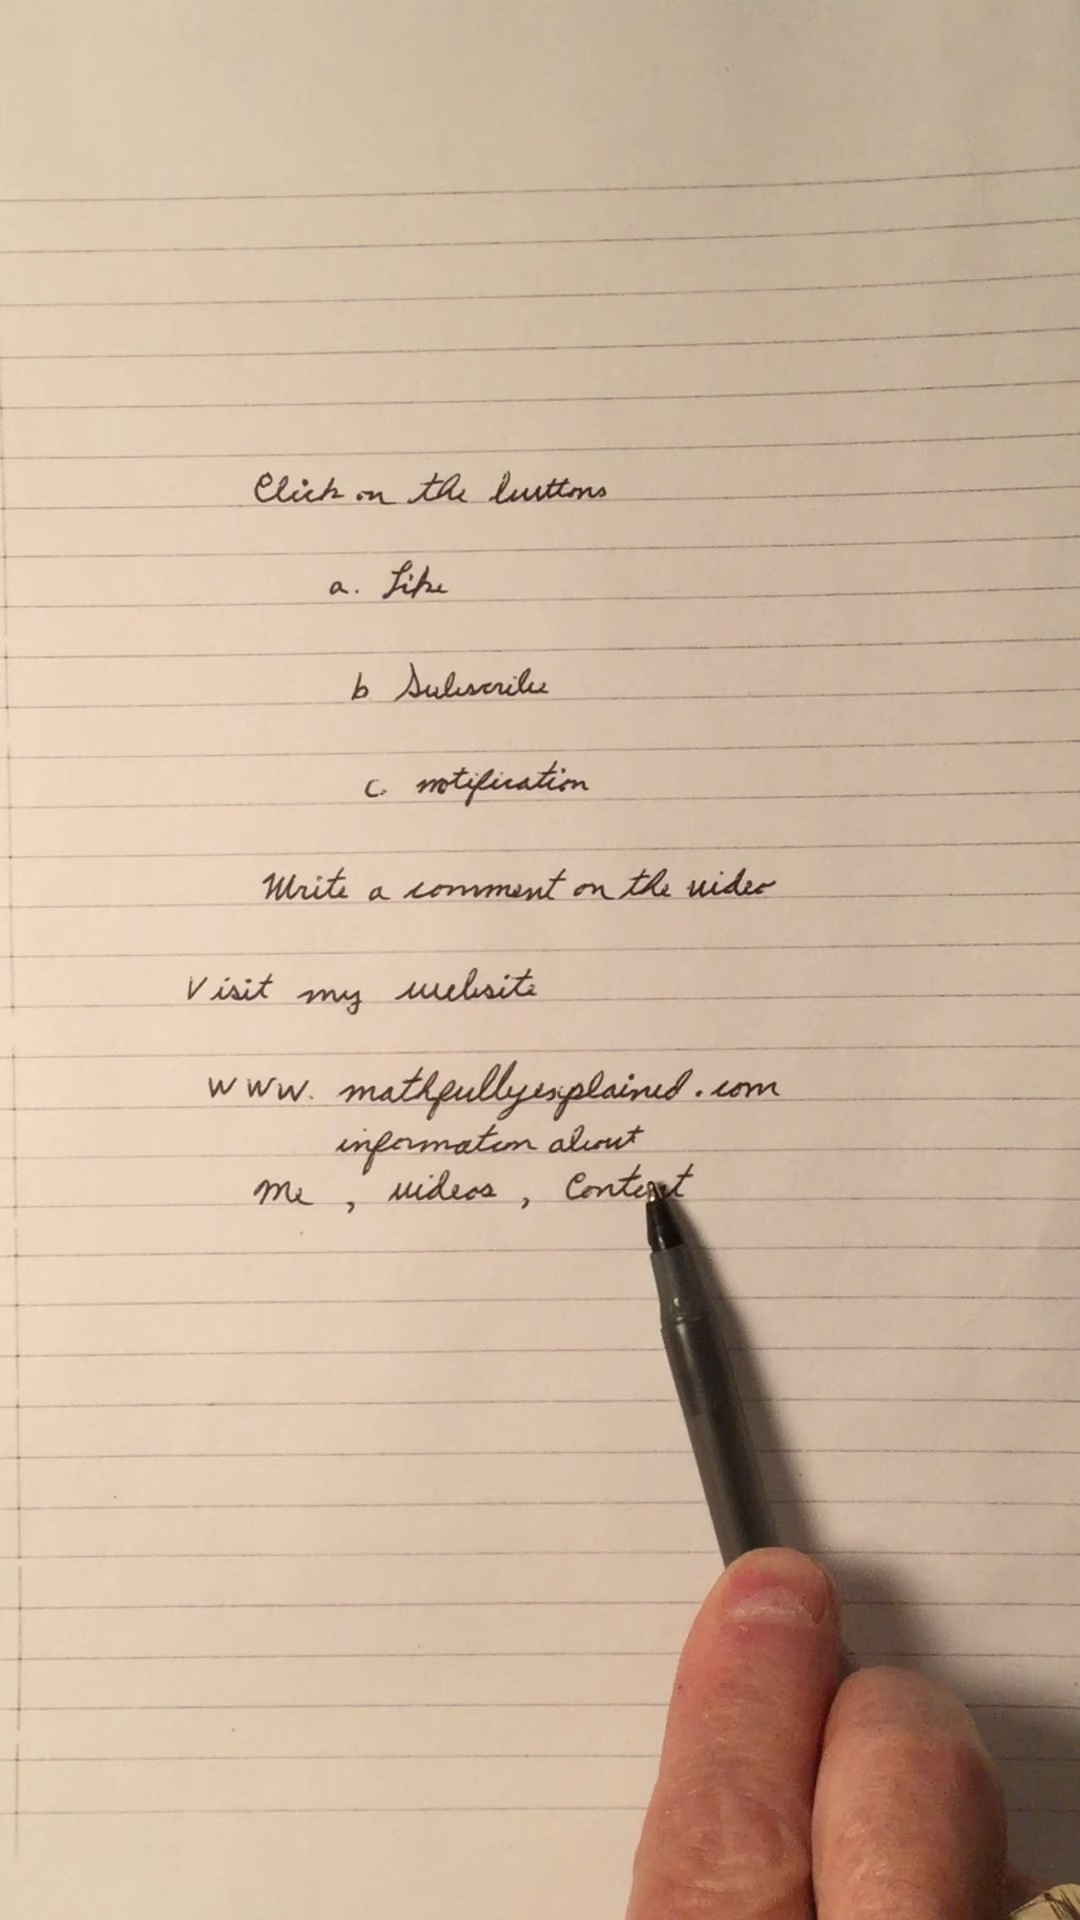 Click on the buttons
a. Like
b Subscribe
c. notification
Write a comment on the video
Visit my website
www. mathfullyexplained.com
information about
Me , videos , Content